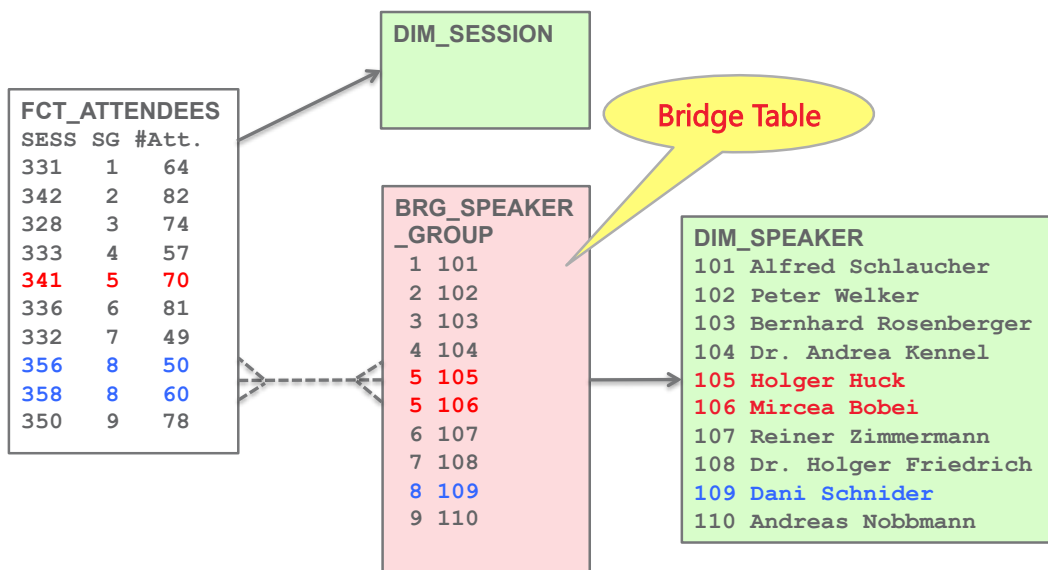 DIM_SESSION
FCT_ATTENDEES
SESS SG #Att.
331 1 64
342 2 82
328 3 74
333 4 57
341 5 70
336 6 81
332 7 49
356 8 50
358 8 60
350 9 78
Bridge Table
BRG_SPEAKER
_GROUP
1 101
2 102
3 103
4 104
5 105
5 106
6 107
7 108
8 109
9 110
DIM_SPEAKER
101 Alfred Schlaucher
102 Peter Welker
103 Bernhard Rosenberger
104 Dr. Andrea Kennel
105 Holger Huck
106 Mircea Bobei
107 Reiner Zimmermann
108 Dr. Holger Friedrich
109 Dani Schnider
110 Andreas Nobbmann